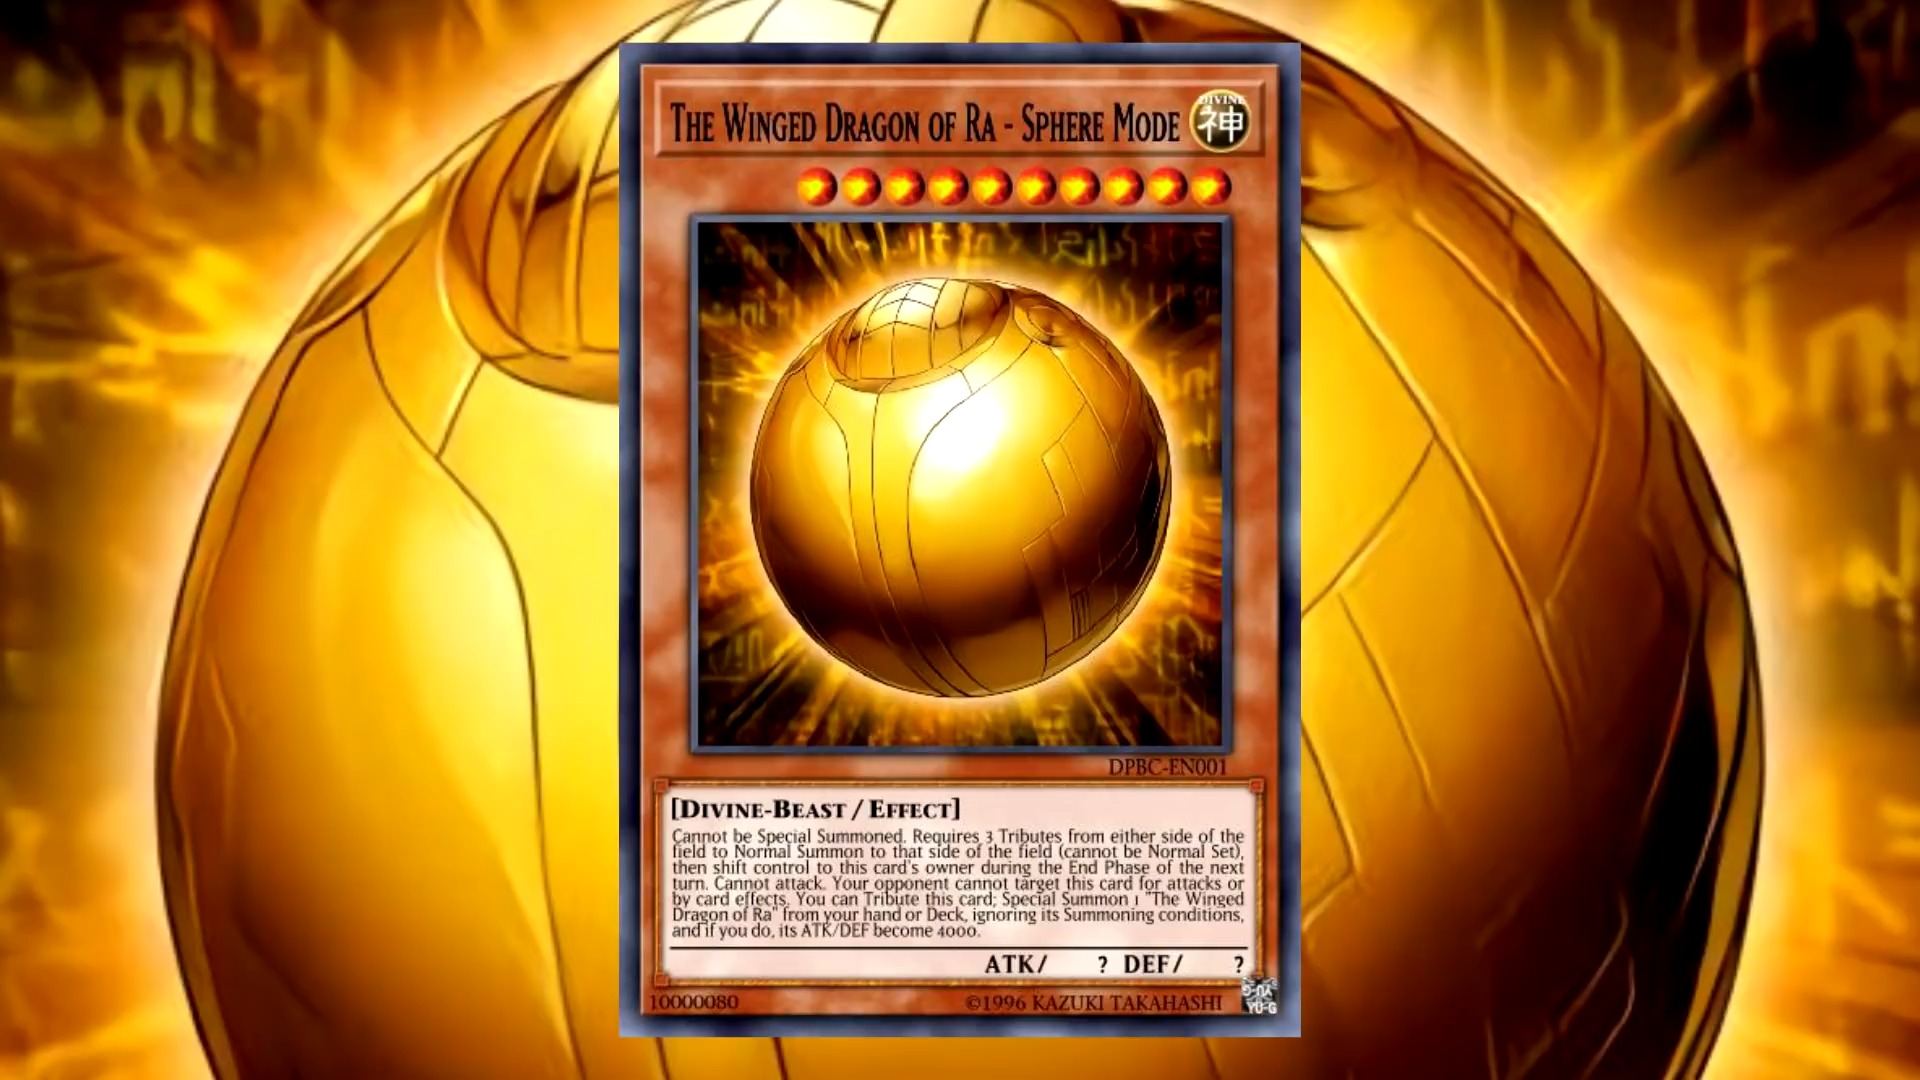 THE WINGED DRAGON OF RA - SPHERE MODE
DIVINE
神
DPBC-EN001
[DIVINE-BEAST / EFFECT]
Cannot be Special Summoned. Requires 3 Tributes from either side of the
field to Normal Summon to that side of the field (cannot be Normal Set),
then shift control to this card's owner during the End Phase of the next
turn. Cannot attack. Your opponent cannot target this card for attacks or
by card effects. You can Tribute this card; Special Summon 1 "The Winged
Dragon of Ra" from your hand or Deck, ignoring its Summoning conditions,
and if you do, its ATK/DEF become 4000.
ATK/ ? DEF/ ?
10000080 ©1996 KAZUKI TAKAHASHI